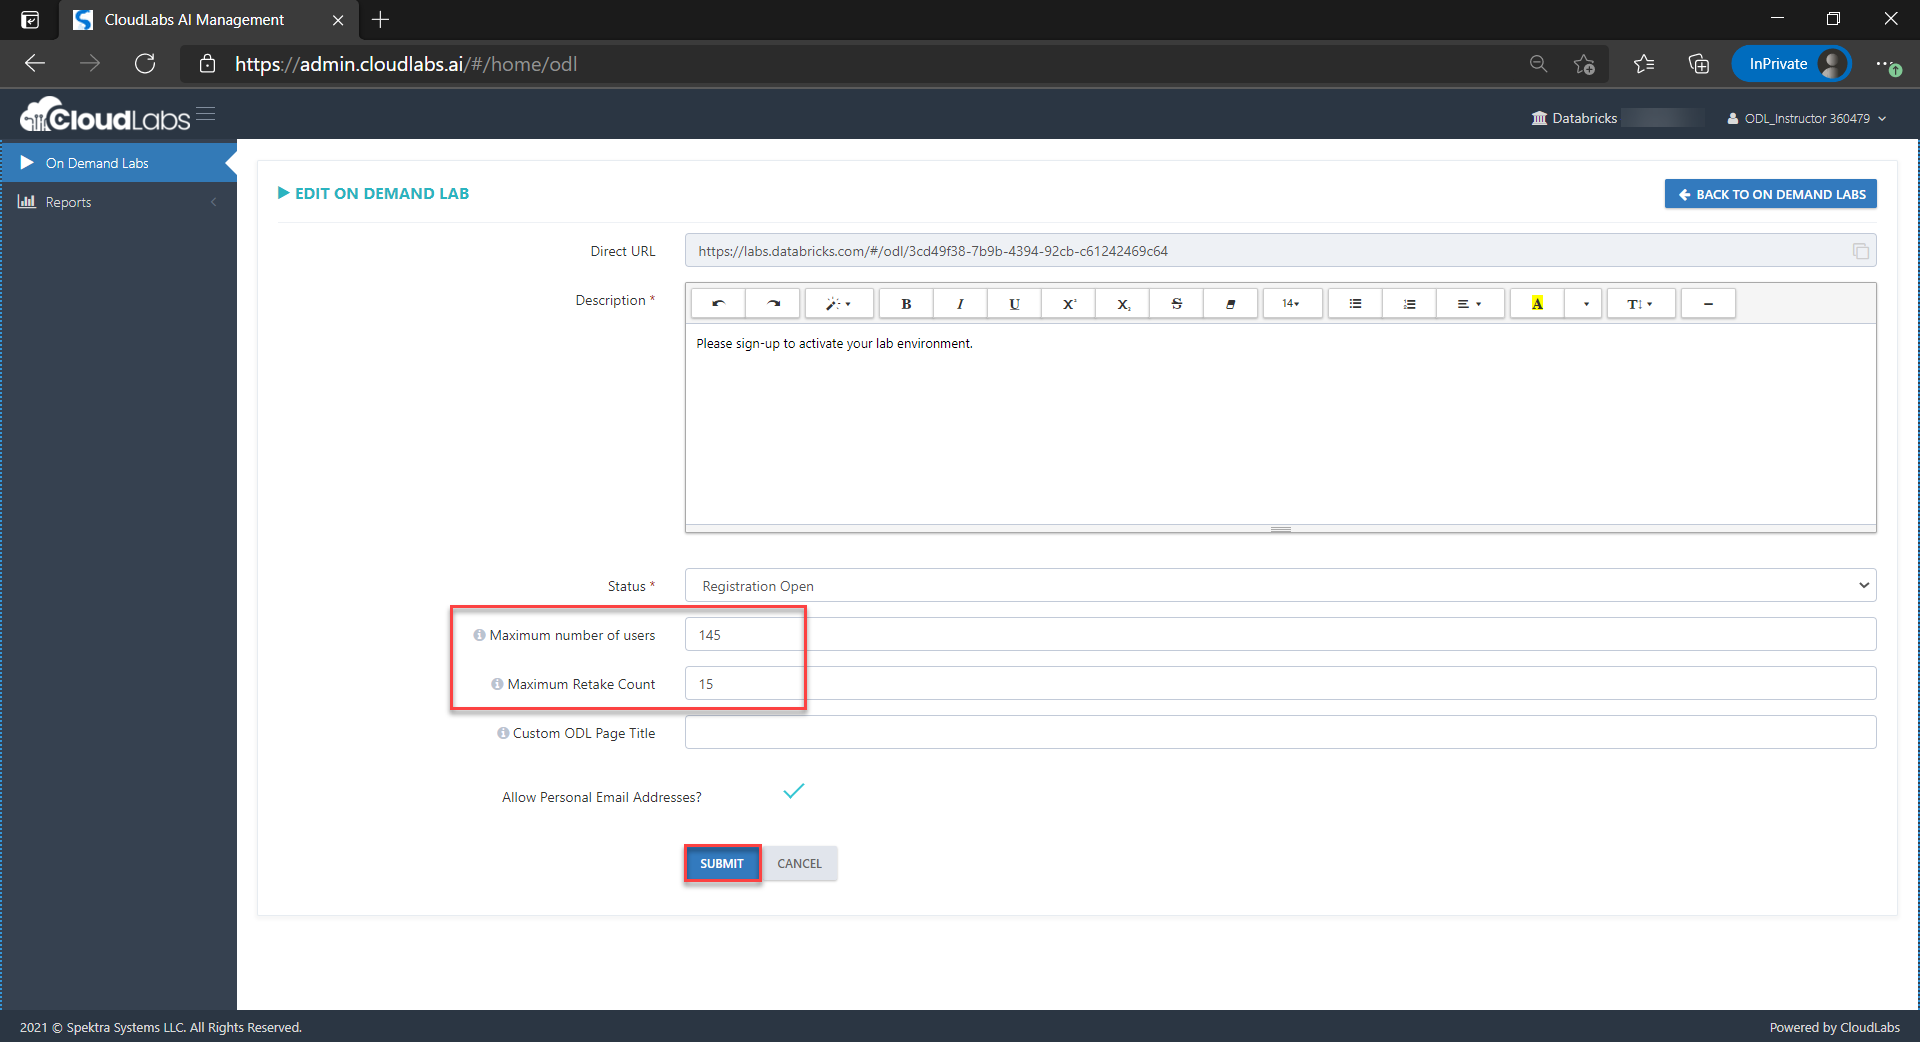 CloudLabs AI Management
https://admin.cloudlabs.ai/#/home/odl
InPrivate
CloudLabs
Databricks
ODL_Instructor 360479
On Demand Labs
Reports
EDIT ON DEMAND LAB
BACK TO ON DEMAND LABS
Direct URL
https://labs.databricks.com/#/odl/3cd49f38-7b9b-4394-92cb-c61242469c64
Description *
B I U X² X₂ S 14 A T
Please sign-up to activate your lab environment.
Status *
Registration Open
Maximum number of users
145
Maximum Retake Count
15
Custom ODL Page Title
Allow Personal Email Addresses?
SUBMIT
CANCEL
2021 © Spektra Systems LLC. All Rights Reserved.
Powered by CloudLabs